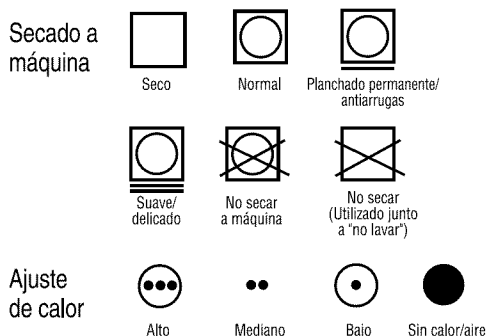 Secado a
máquina
Seco
Normal
Planchado permanente/
antiarrugas
Suave/
delicado
No secar
a máquina
No secar
(Utilizado junto
a "no lavar")
Ajuste
de calor
Alto
Mediano
Bajo
Sin calor/aire